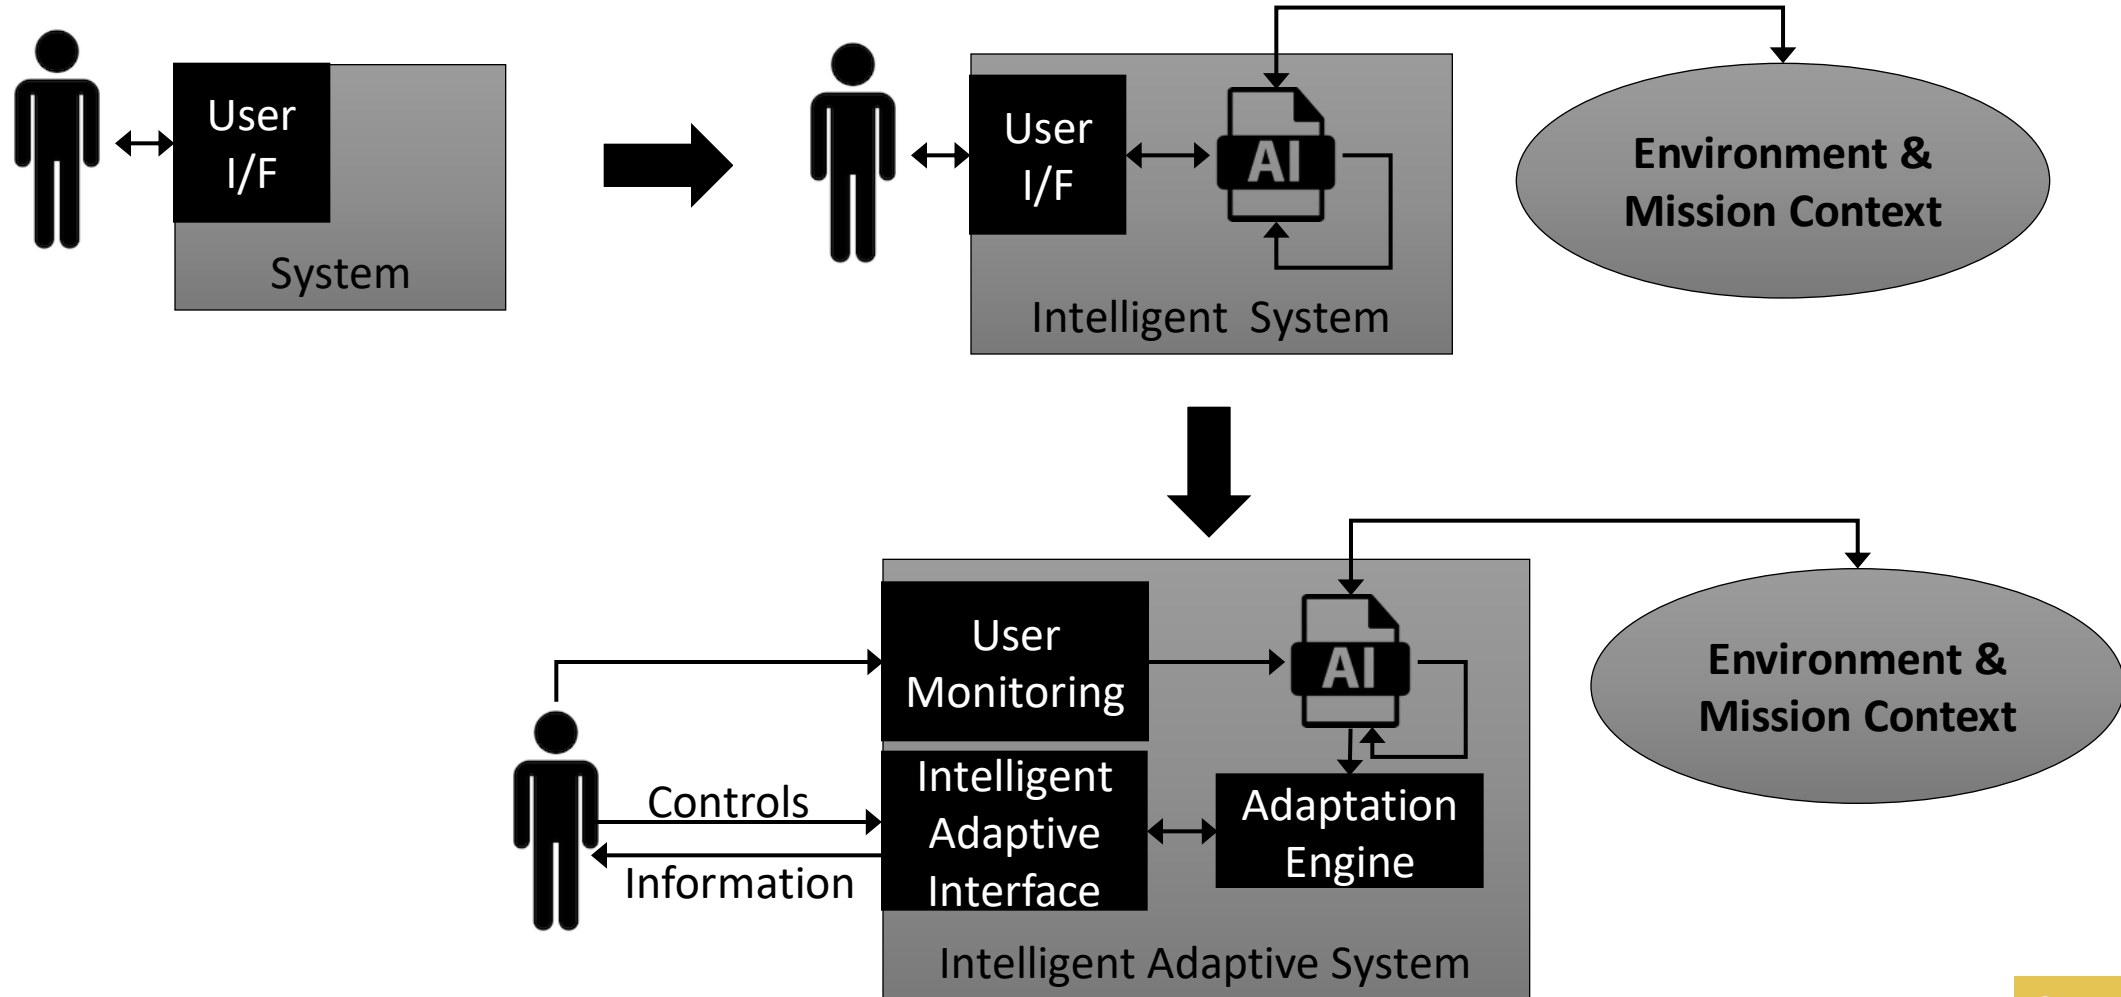 User
I/F
System
User
I/F
AI
Intelligent  System
Environment &
Mission Context
User
Monitoring
AI
Environment &
Mission Context
Controls
Information
Intelligent
Adaptive
Interface
Adaptation
Engine
Intelligent Adaptive System